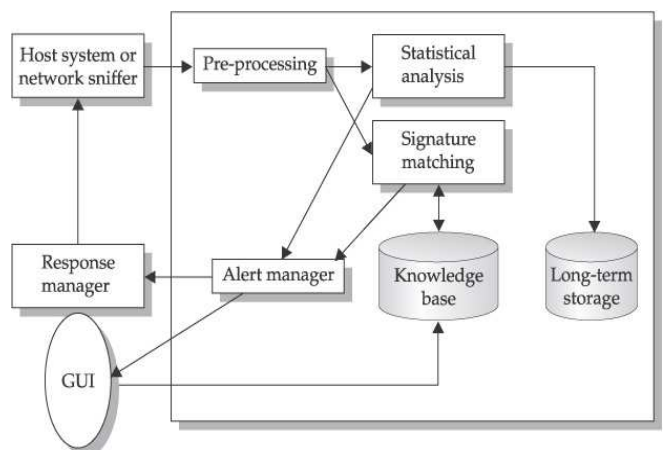 Host system or
network sniffer
Pre-processing
Statistical
analysis
Signature
matching
Response
manager
Alert manager
Knowledge
base
Long-term
storage
GUI